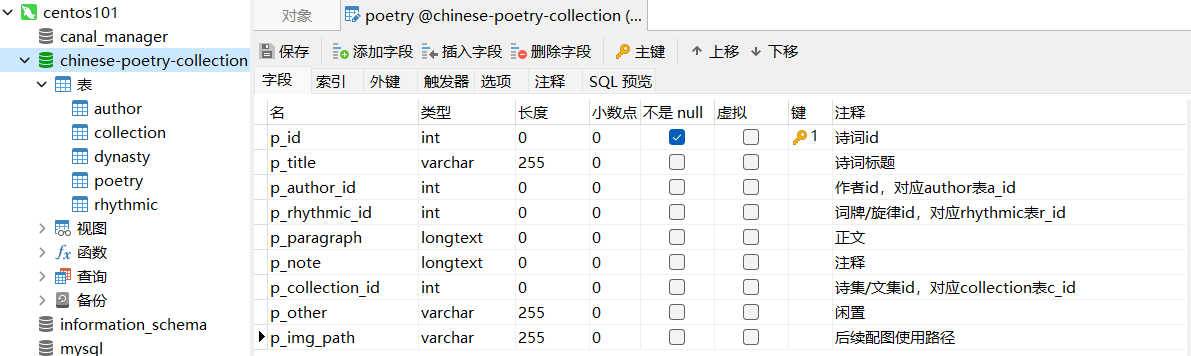 centos101
canal_manager
chinese-poetry-collection
表
author
collection
dynasty
poetry
rhythmic
视图
fx 函数
查询
备份
information_schema
mysql
对象 poetry @chinese-poetry-collection (...
保存 添加字段 插入字段 删除字段 主键 上移 下移
字段 索引 外键 触发器 选项 注释 SQL 预览
名 类型 长度 小数点 不是 null 虚拟 键 注释
p_id int 0 0 1 诗词id
p_title varchar 255 0 诗词标题
p_author_id int 0 0 作者id，对应author表a_id
p_rhythmic_id int 0 0 词牌/旋律id，对应rhythmic表r_id
p_paragraph longtext 0 0 正文
p_note longtext 0 0 注释
p_collection_id int 0 0 诗集/文集id，对应collection表c_id
p_other varchar 255 0 闲置
p_img_path varchar 255 0 后续配图使用路径